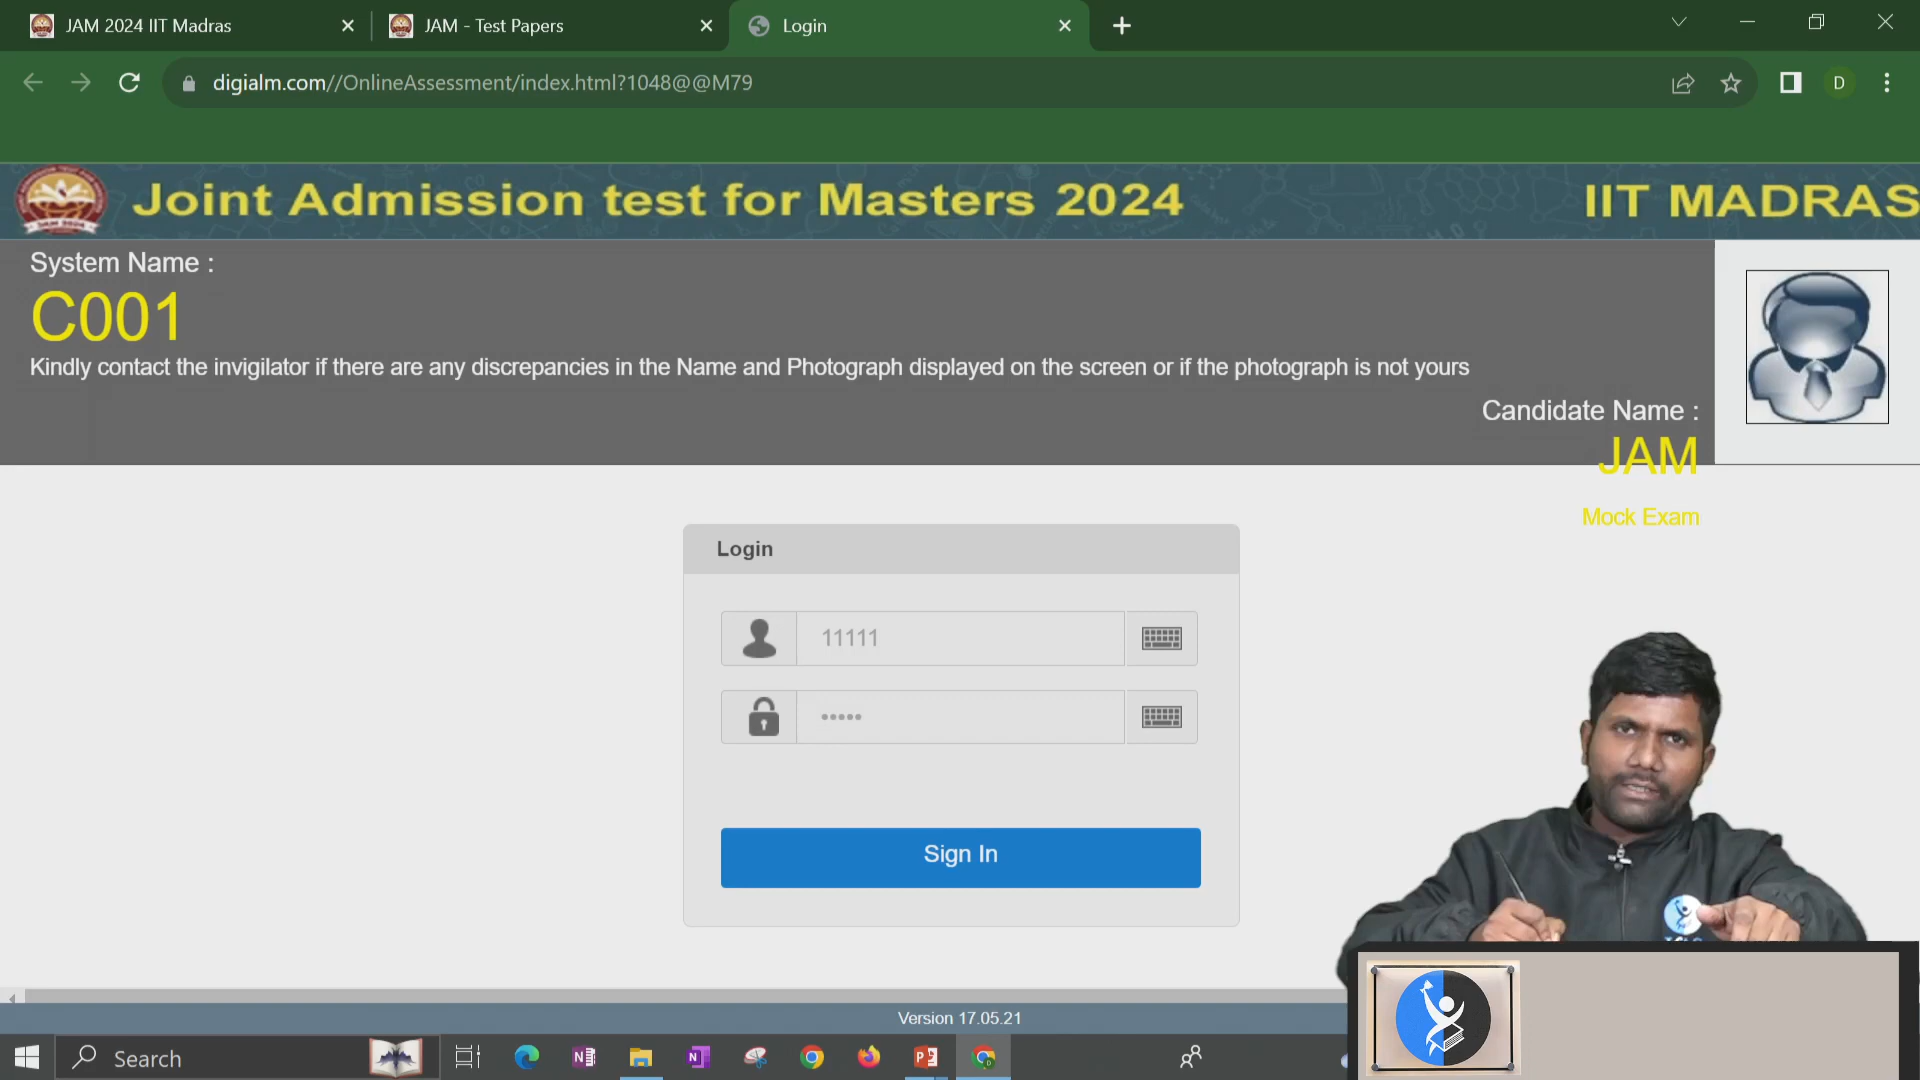 JAM 2024 IIT Madras
JAM - Test Papers
Login
digialm.com//OnlineAssessment/index.html?1048@@M79
D
Joint Admission test for Masters 2024
IIT MADRAS
System Name :
C001
Kindly contact the invigilator if there are any discrepancies in the Name and Photograph displayed on the screen or if the photograph is not yours
Candidate Name :
JAM
Mock Exam
Login
11111
•••••
Sign In
Version 17.05.21
Search